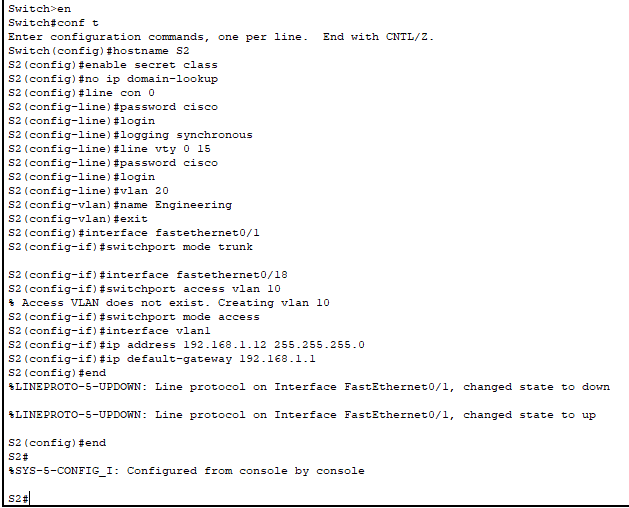 Switch>en
Switch#conf t
Enter configuration commands, one per line.  End with CNTL/Z.
Switch(config)#hostname S2
S2(config)#enable secret class
S2(config)#no ip domain-lookup
S2(config)#line con 0
S2(config-line)#password cisco
S2(config-line)#login
S2(config-line)#logging synchronous
S2(config-line)#line vty 0 15
S2(config-line)#password cisco
S2(config-line)#login
S2(config-line)#vlan 20
S2(config-vlan)#name Engineering
S2(config-vlan)#exit
S2(config)#interface fastethernet0/1
S2(config-if)#switchport mode trunk
S2(config-if)#interface fastethernet0/18
S2(config-if)#switchport access vlan 10
% Access VLAN does not exist. Creating vlan 10
S2(config-if)#switchport mode access
S2(config-if)#interface vlan1
S2(config-if)#ip address 192.168.1.12 255.255.255.0
S2(config-if)#ip default-gateway 192.168.1.1
S2(config)#end
%LINEPROTO-5-UPDOWN: Line protocol on Interface FastEthernet0/1, changed state to down
%LINEPROTO-5-UPDOWN: Line protocol on Interface FastEthernet0/1, changed state to up
S2(config)#end
S2#
%SYS-5-CONFIG_I: Configured from console by console
S2#